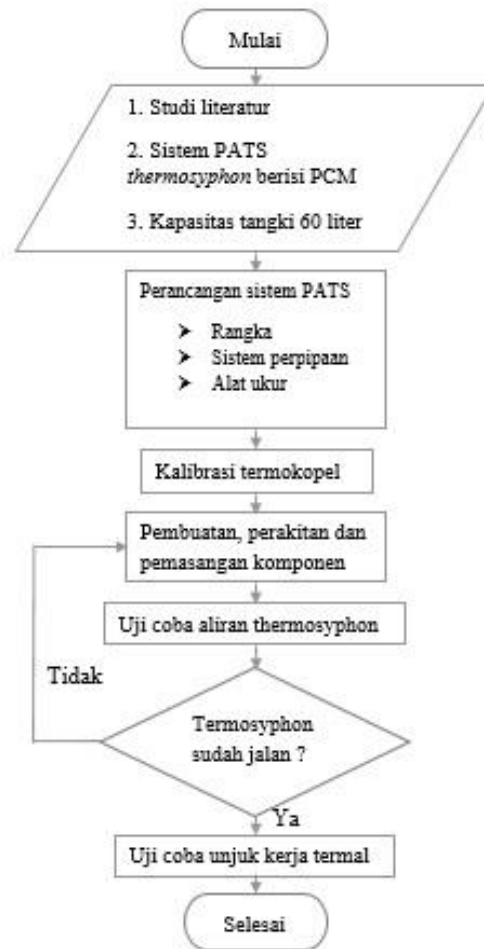 Mulai
1. Studi literatur
2. Sistem PATS
thermosyphon berisi PCM
3. Kapasitas tangki 60 liter
Perancangan sistem PATS
➤ Rangka
➤ Sistem perpipaan
➤ Alat ukur
Kalibrasi termokopel
Pembuatan, perakitan dan
pemasangan komponen
Uji coba aliran thermosyphon
Tidak
Termosyphon
sudah jalan ?
Ya
Uji coba unjuk kerja termal
Selesai